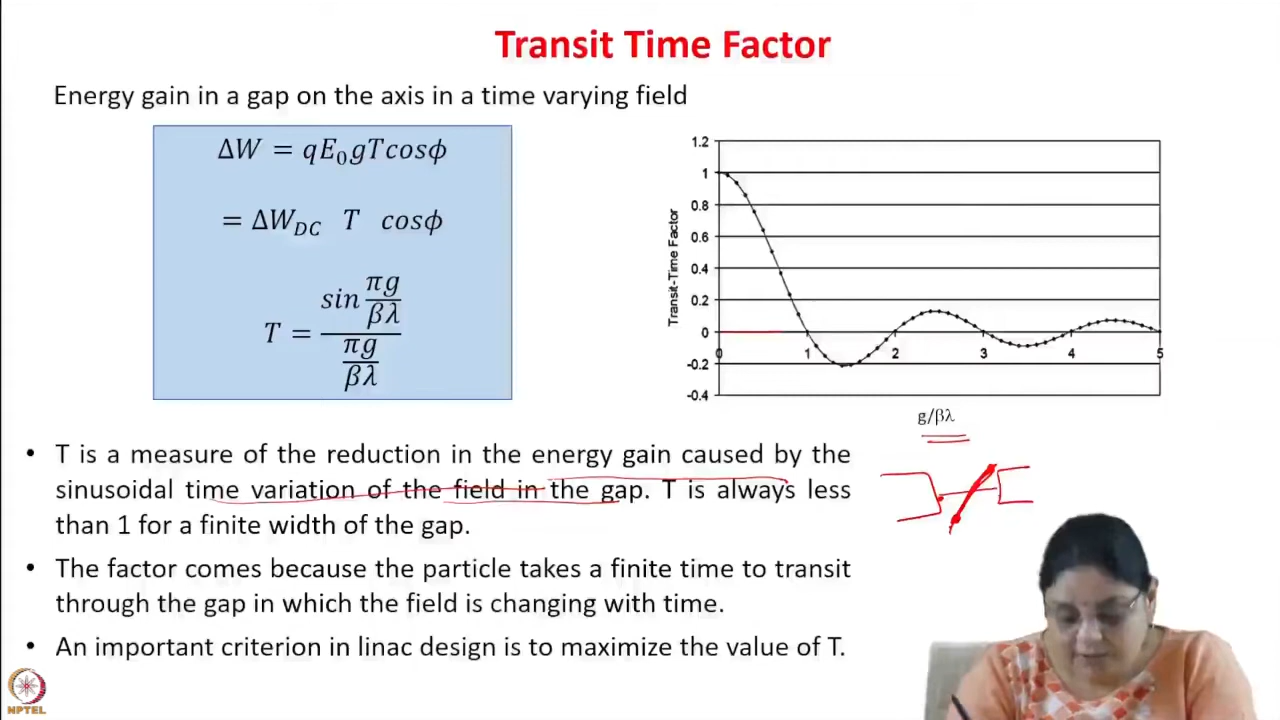 Transit Time Factor
Energy gain in a gap on the axis in a time varying field
ΔW = qE₀gTcosϕ
= ΔW_DC T cosϕ
T = sin(πg/βλ) / (πg/βλ)
1.2
1
0.8
0.6
0.4
0.2
0
-0.2
-0.4
Transit-Time Factor
0 1 2 3 4 5
g/βλ
• T is a measure of the reduction in the energy gain caused by the
sinusoidal time variation of the field in the gap. T is always less
than 1 for a finite width of the gap.
• The factor comes because the particle takes a finite time to transit
through the gap in which the field is changing with time.
• An important criterion in linac design is to maximize the value of T.
NPTEL